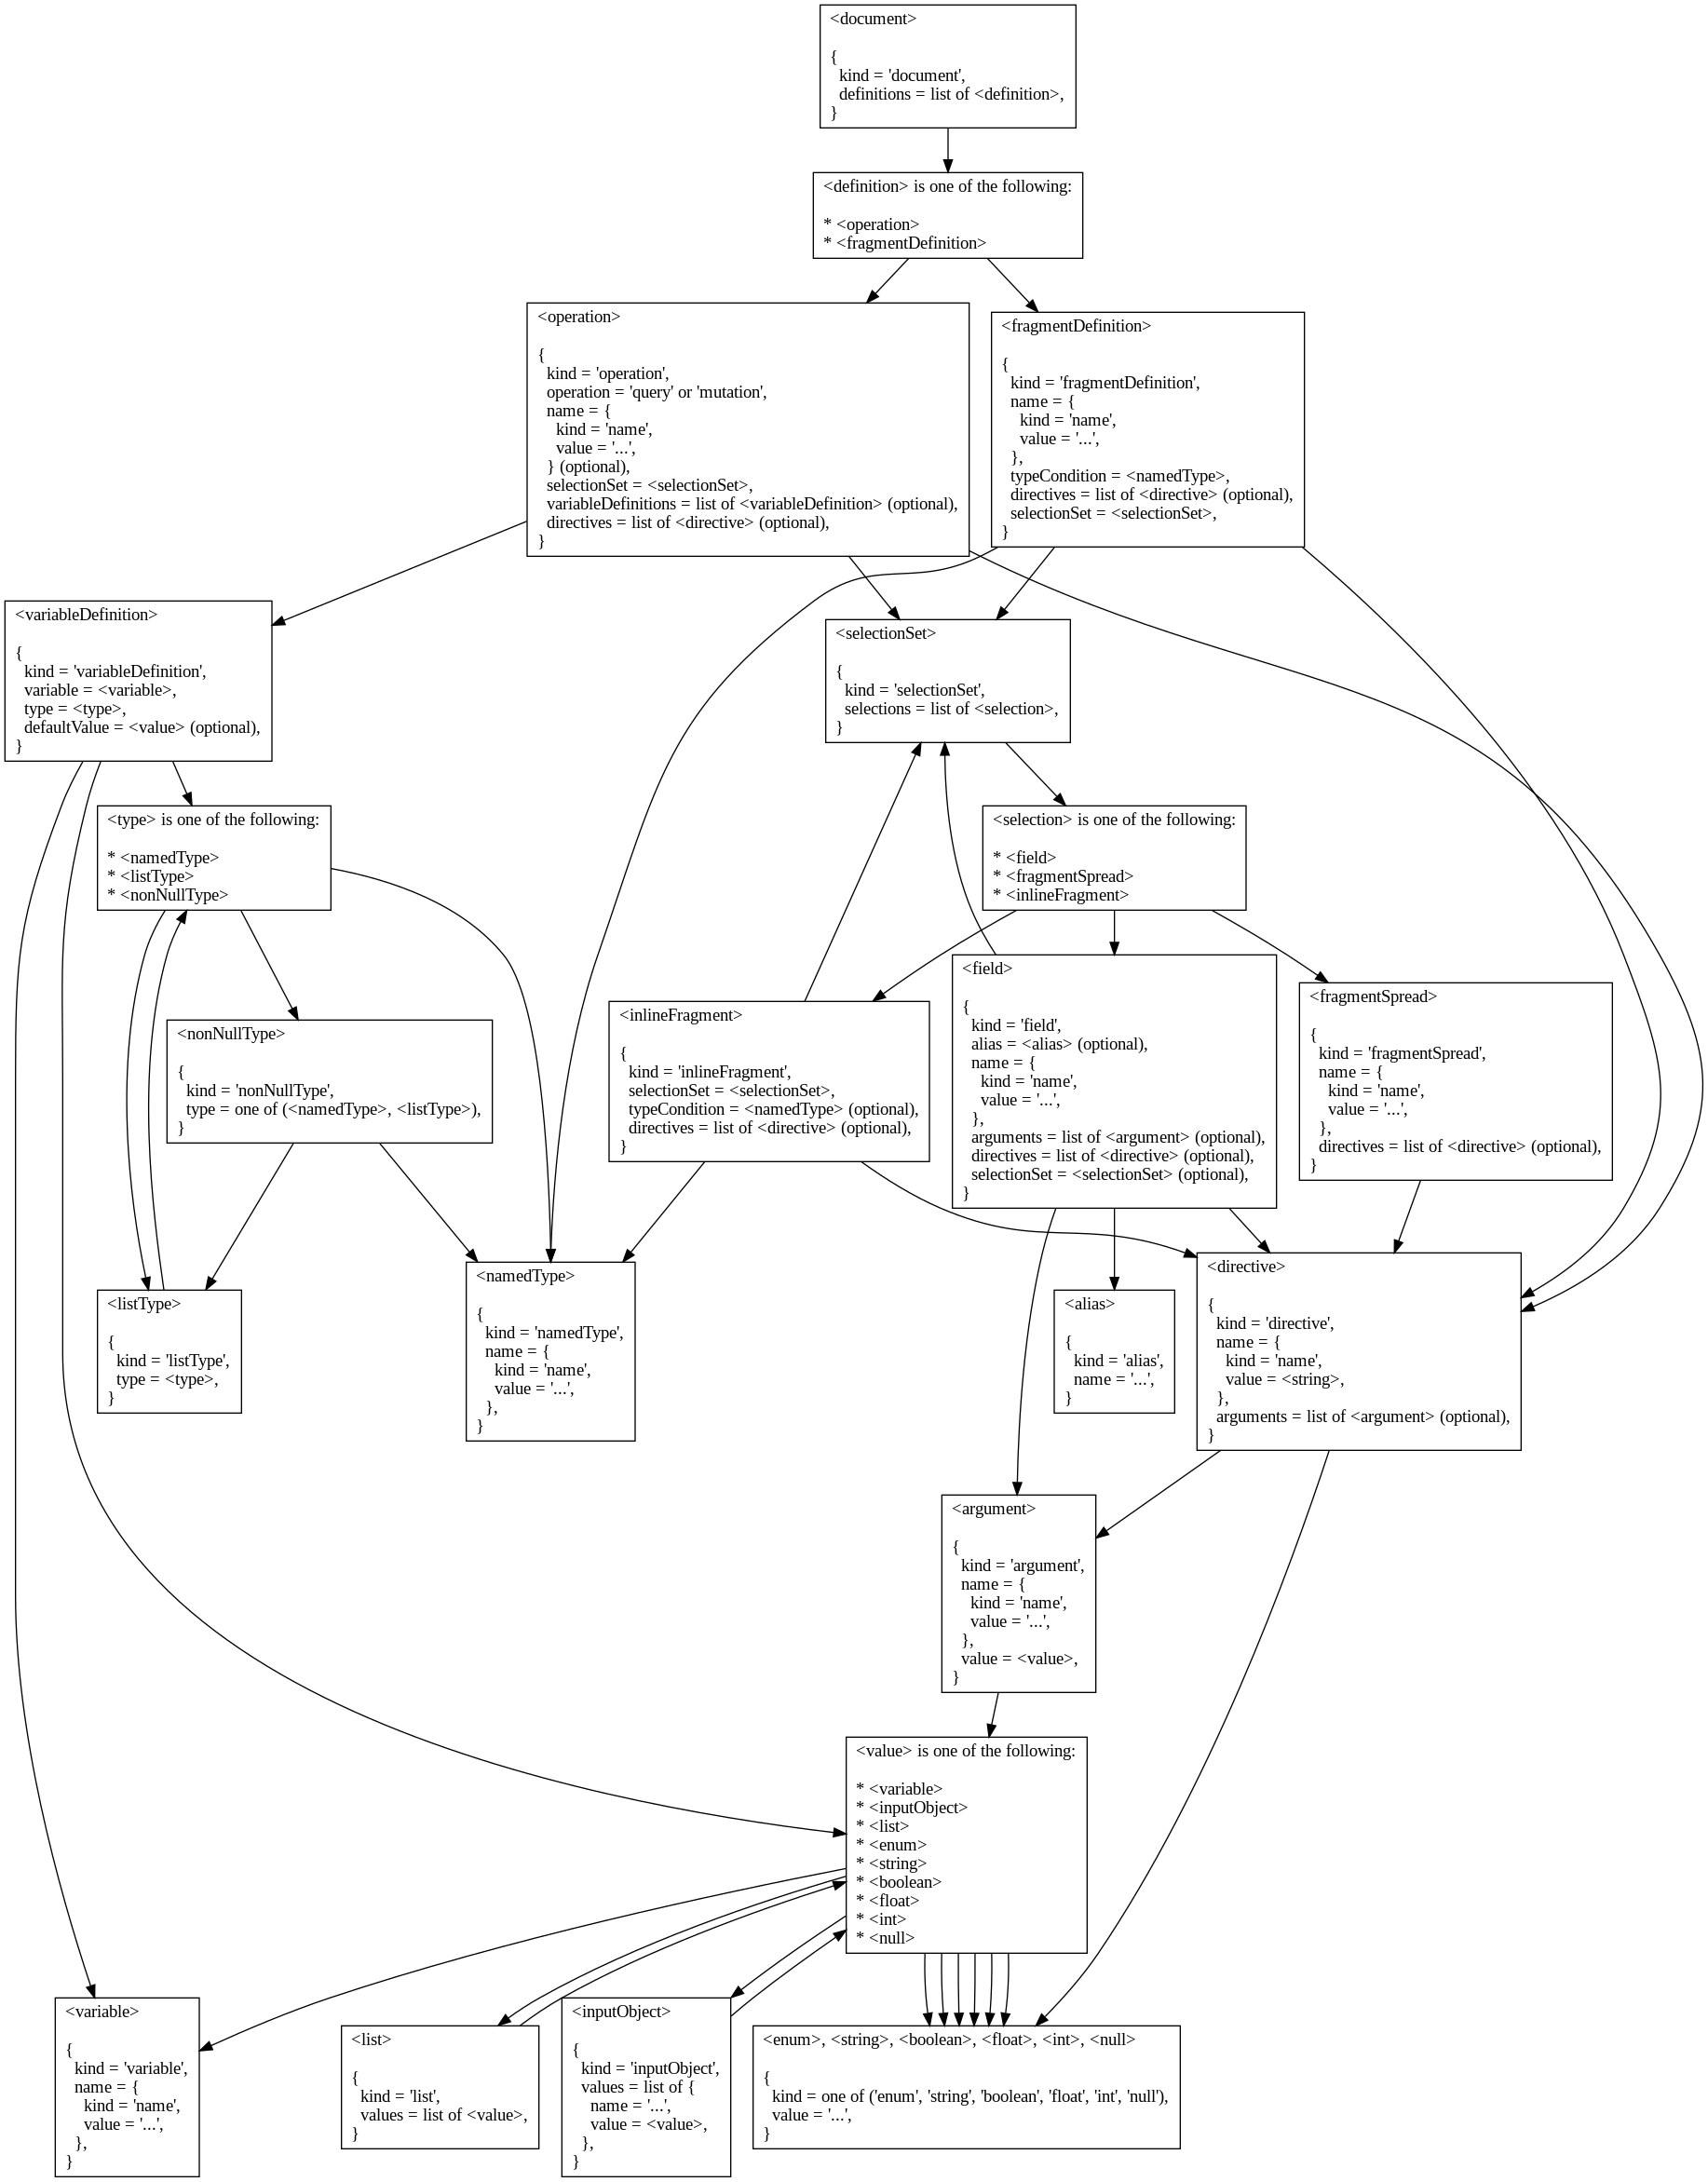 <document>
{
kind = 'document',
definitions = list of <definition>,
}
<definition> is one of the following:
* <operation>
* <fragmentDefinition>
<operation>
{
kind = 'operation',
operation = 'query' or 'mutation',
name = {
kind = 'name',
value = '...',
} (optional),
selectionSet = <selectionSet>,
variableDefinitions = list of <variableDefinition> (optional),
directives = list of <directive> (optional),
}
<fragmentDefinition>
{
kind = 'fragmentDefinition',
name = {
kind = 'name',
value = '...',
},
typeCondition = <namedType>,
directives = list of <directive> (optional),
selectionSet = <selectionSet>,
}
<variableDefinition>
{
kind = 'variableDefinition',
variable = <variable>,
type = <type>,
defaultValue = <value> (optional),
}
<selectionSet>
{
kind = 'selectionSet',
selections = list of <selection>,
}
<type> is one of the following:
* <namedType>
* <listType>
* <nonNullType>
<selection> is one of the following:
* <field>
* <fragmentSpread>
* <inlineFragment>
<nonNullType>
{
kind = 'nonNullType',
type = one of (<namedType>, <listType>),
}
<inlineFragment>
{
kind = 'inlineFragment',
selectionSet = <selectionSet>,
typeCondition = <namedType> (optional),
directives = list of <directive> (optional),
}
<field>
{
kind = 'field',
alias = <alias> (optional),
name = {
kind = 'name',
value = '...',
},
arguments = list of <argument> (optional),
directives = list of <directive> (optional),
selectionSet = <selectionSet> (optional),
}
<fragmentSpread>
{
kind = 'fragmentSpread',
name = {
kind = 'name',
value = '...',
},
directives = list of <directive> (optional),
}
<listType>
{
kind = 'listType',
type = <type>,
}
<namedType>
{
kind = 'namedType',
name = {
kind = 'name',
value = '...',
},
}
<alias>
{
kind = 'alias',
name = '...',
}
<directive>
{
kind = 'directive',
name = {
kind = 'name',
value = <string>,
},
arguments = list of <argument> (optional),
}
<argument>
{
kind = 'argument',
name = {
kind = 'name',
value = '...',
},
value = <value>,
}
<value> is one of the following:
* <variable>
* <inputObject>
* <list>
* <enum>
* <string>
* <boolean>
* <float>
* <int>
* <null>
<variable>
{
kind = 'variable',
name = {
kind = 'name',
value = '...',
},
}
<list>
{
kind = 'list',
values = list of <value>,
}
<inputObject>
{
kind = 'inputObject',
values = list of {
name = '...',
value = <value>,
},
}
<enum>, <string>, <boolean>, <float>, <int>, <null>
{
kind = one of ('enum', 'string', 'boolean', 'float', 'int', 'null'),
value = '...',
}